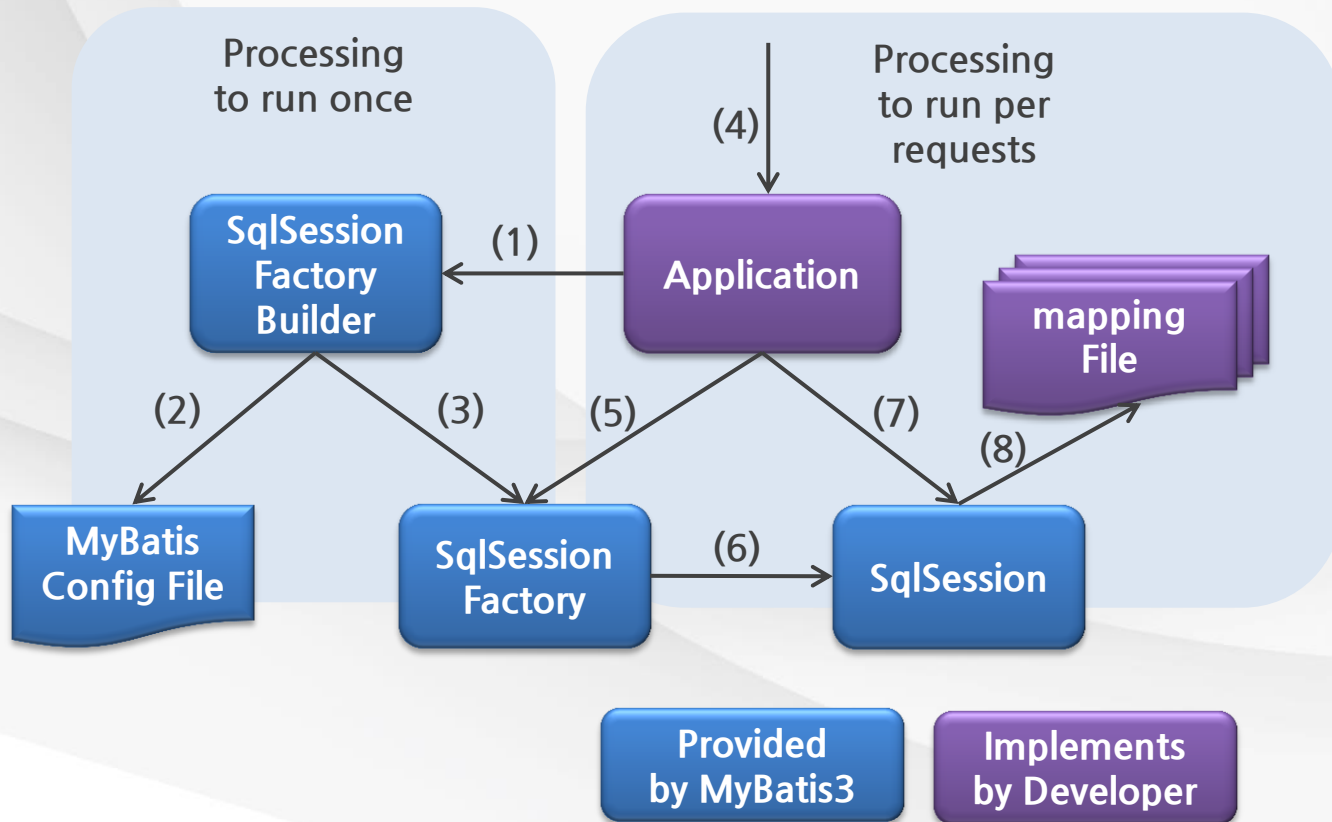 Processing
to run once
Processing
to run per
requests
(4)
SqlSession
Factory
Builder
(1)
Application
mapping
File
(2)
(3)
(5)
(7)
(8)
MyBatis
Config File
SqlSession
Factory
(6)
SqlSession
Provided
by MyBatis3
Implements
by Developer